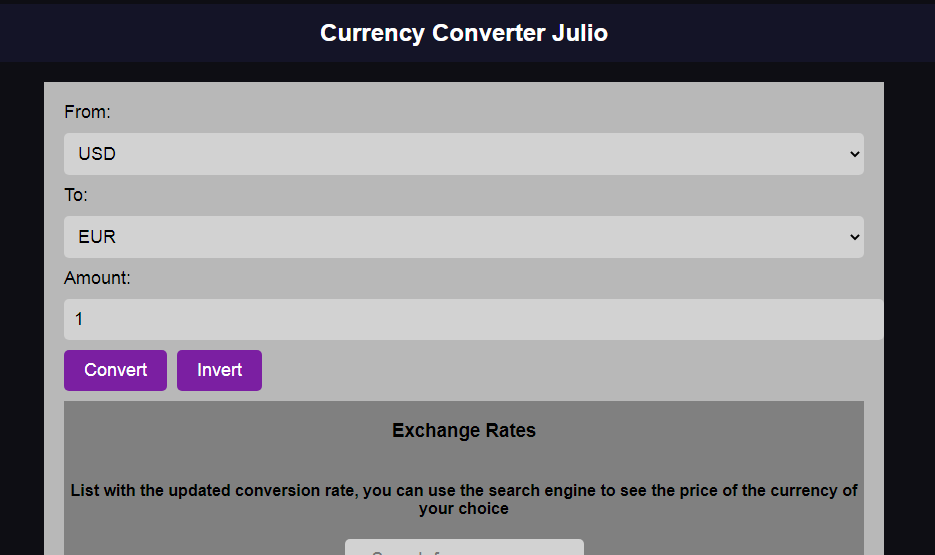 Currency Converter Julio
From:
USD
To:
EUR
Amount:
1
Convert Invert
Exchange Rates
List with the updated conversion rate, you can use the search engine to see the price of the currency of
your choice